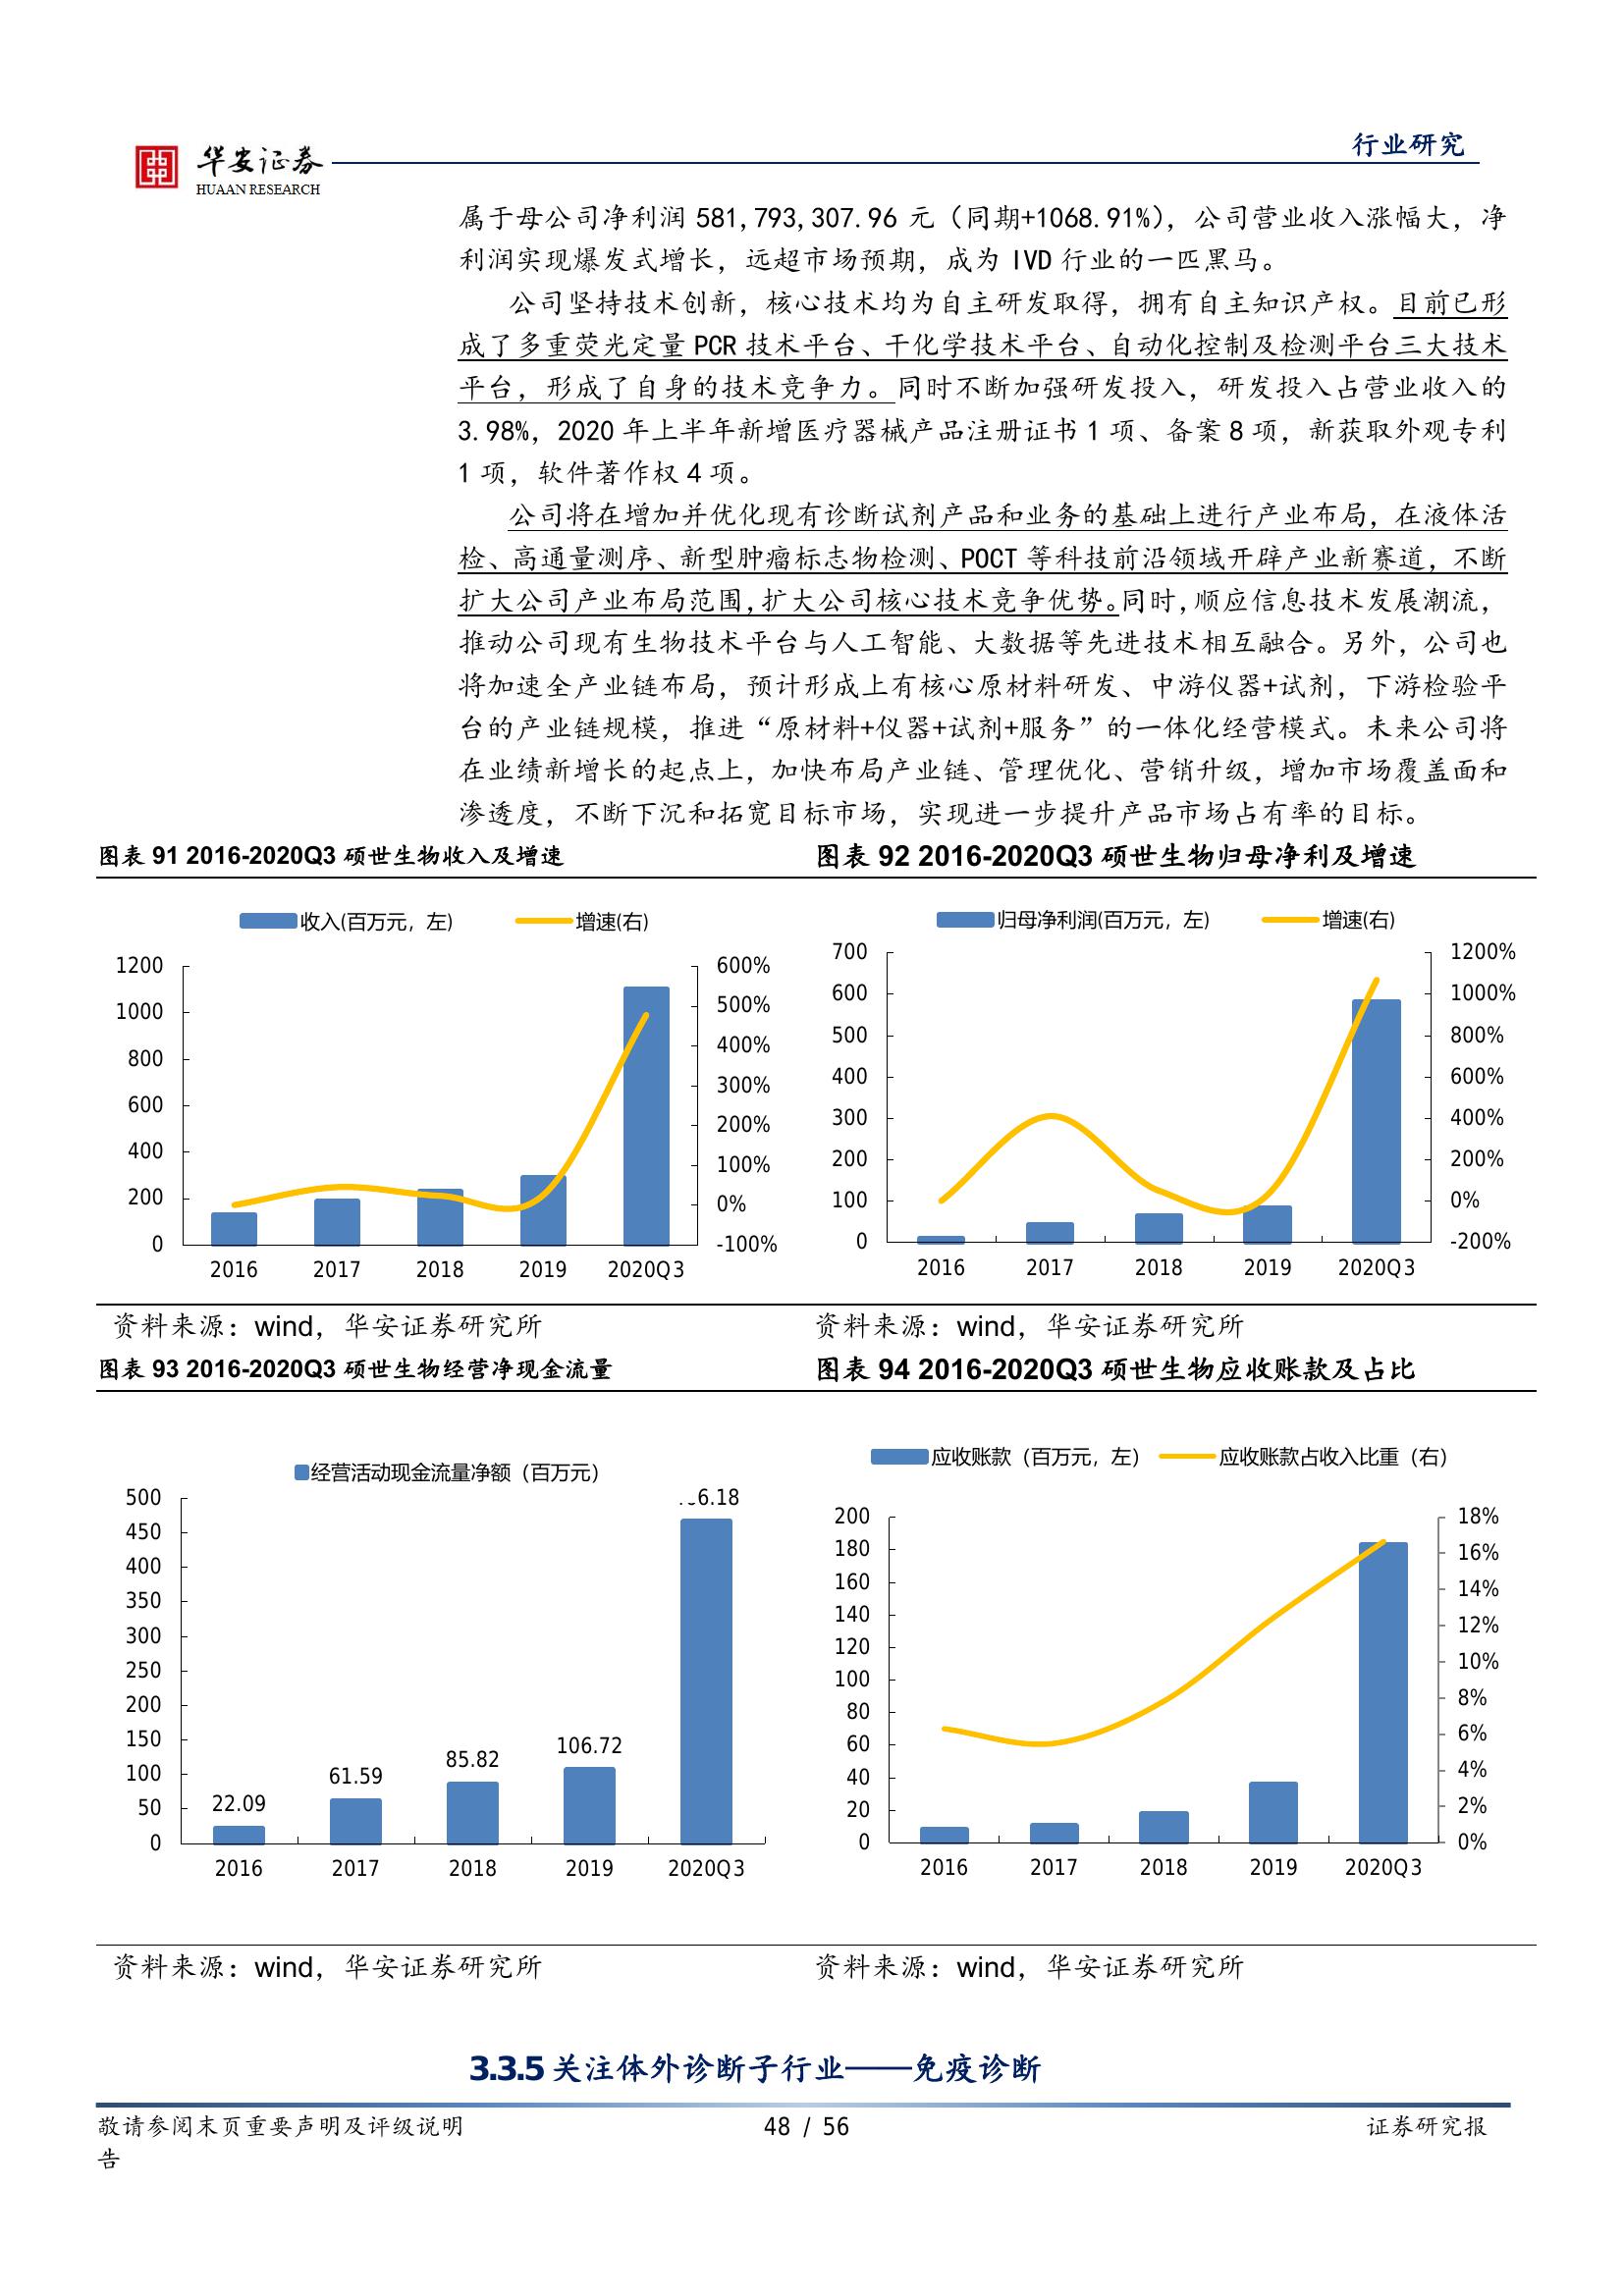 华安证券
HUAAN RESEARCH
行业研究
属于母公司净利润 581,793,307.96 元（同期+1068.91%），公司营业收入涨幅大，净
利润实现爆发式增长，远超市场预期，成为 IVD 行业的一匹黑马。
公司坚持技术创新，核心技术均为自主研发取得，拥有自主知识产权。目前已形
成了多重荧光定量 PCR 技术平台、干化学技术平台、自动化控制及检测平台三大技术
平台，形成了自身的技术竞争力。同时不断加强研发投入，研发投入占营业收入的
3.98%，2020 年上半年新增医疗器械产品注册证书 1 项、备案 8 项，新获取外观专利
1 项，软件著作权 4 项。
公司将在增加并优化现有诊断试剂产品和业务的基础上进行产业布局，在液体活
检、高通量测序、新型肿瘤标志物检测、POCT 等科技前沿领域开辟产业新赛道，不断
扩大公司产业布局范围，扩大公司核心技术竞争优势。同时，顺应信息技术发展潮流，
推动公司现有生物技术平台与人工智能、大数据等先进技术相互融合。另外，公司也
将加速全产业链布局，预计形成上有核心原材料研发、中游仪器+试剂，下游检验平
台的产业链规模，推进“原材料+仪器+试剂+服务”的一体化经营模式。未来公司将
在业绩新增长的起点上，加快布局产业链、管理优化、营销升级，增加市场覆盖面和
渗透度，不断下沉和拓宽目标市场，实现进一步提升产品市场占有率的目标。
图表 91 2016-2020Q3 硕世生物收入及增速
收入(百万元，左) 增速(右)
1200
1000
800
600
400
200
0
600%
500%
400%
300%
200%
100%
0%
-100%
2016 2017 2018 2019 2020Q3
资料来源：wind，华安证券研究所
图表 92 2016-2020Q3 硕世生物归母净利及增速
归母净利润(百万元，左) 增速(右)
700
600
500
400
300
200
100
0
1200%
1000%
800%
600%
400%
200%
0%
-200%
2016 2017 2018 2019 2020Q3
资料来源：wind，华安证券研究所
图表 93 2016-2020Q3 硕世生物经营净现金流量
经营活动现金流量净额（百万元）
500
450
400
350
300
250
200
150
100
50
0
22.09
61.59
85.82
106.72
6.18
2016 2017 2018 2019 2020Q3
资料来源：wind，华安证券研究所
图表 94 2016-2020Q3 硕世生物应收账款及占比
应收账款（百万元，左） 应收账款占收入比重（右）
200
180
160
140
120
100
80
60
40
20
0
18%
16%
14%
12%
10%
8%
6%
4%
2%
0%
2016 2017 2018 2019 2020Q3
资料来源：wind，华安证券研究所
3.3.5 关注体外诊断子行业——免疫诊断
敬请参阅末页重要声明及评级说明 48 / 56 证券研究报
告